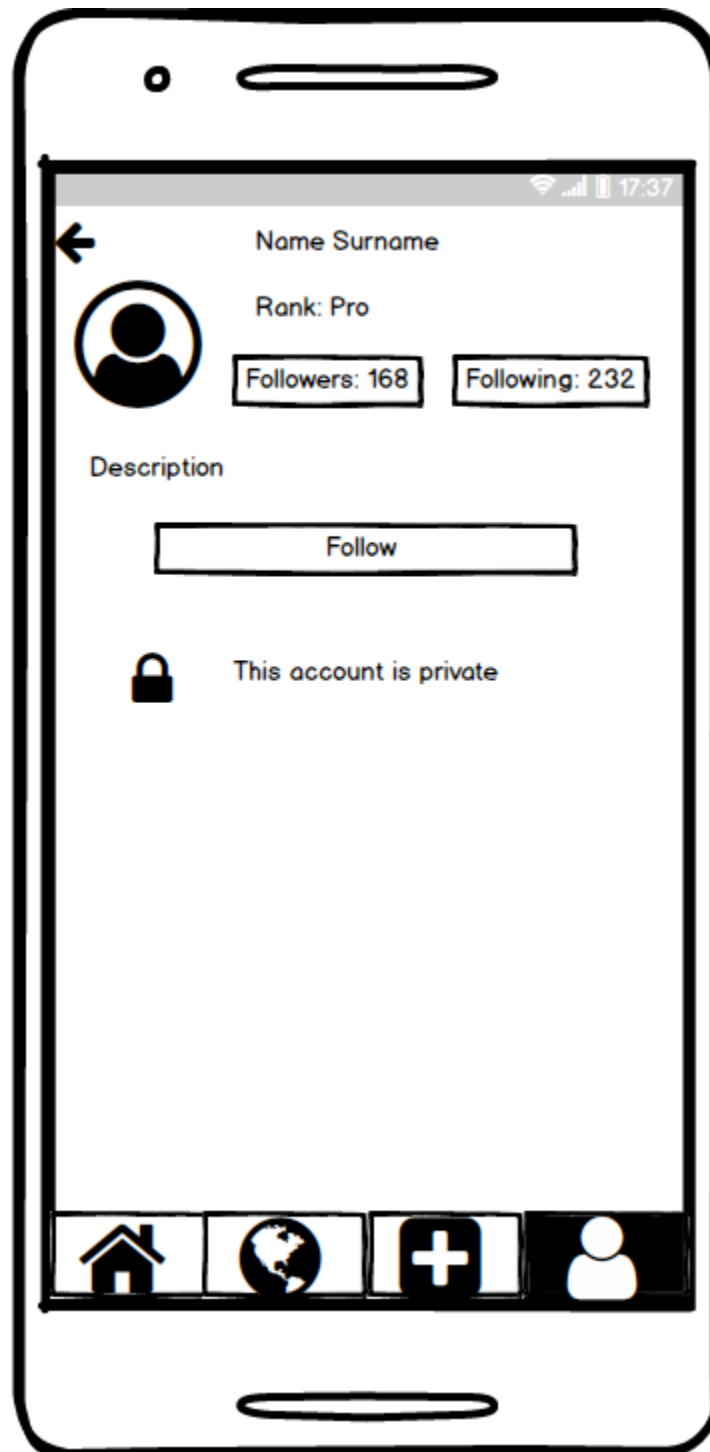 17:37
Name Surname
Rank: Pro
Followers: 168 Following: 232
Description
Follow
This account is private